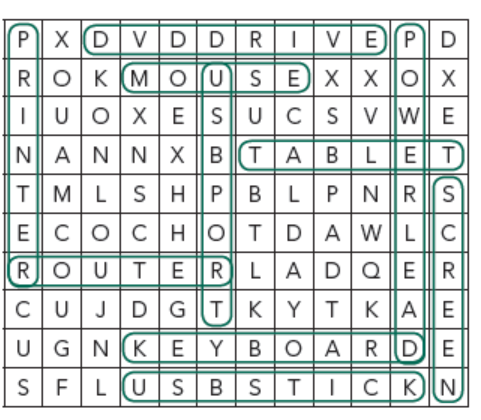 P X D V D D R I V E P D
R O K M O U S E X X O X
I U O X E S U C S V W E
N A N N X B T A B L E T
T M L S H P B L P N R S
E C O C H O T D A W L C
R O U T E R L A D Q E R
C U J D G T K Y T K A E
U G N K E Y B O A R D E
S F L U S B S T I C K N